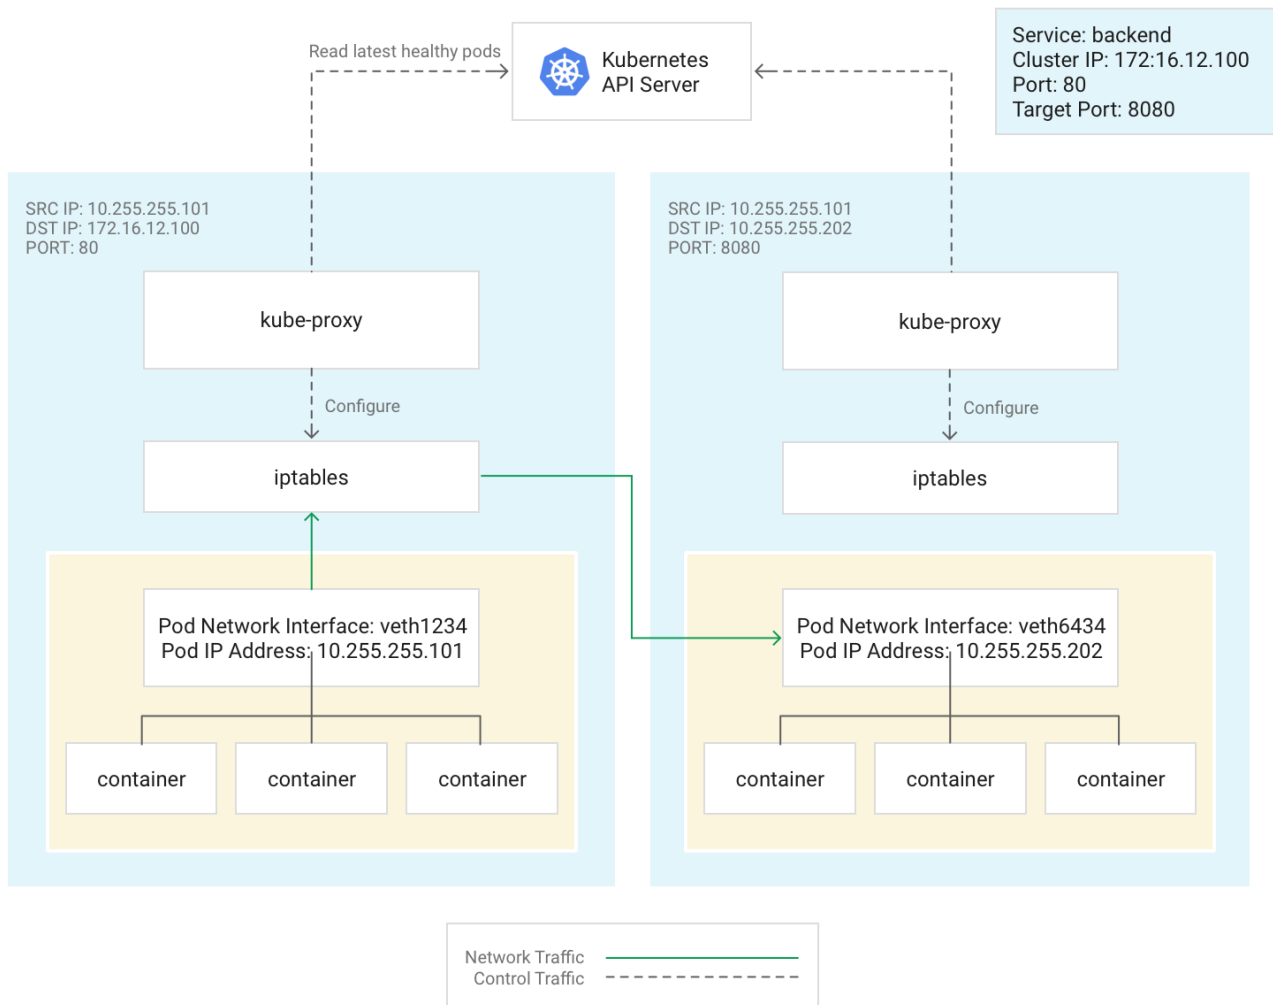 Read latest healthy pods
Kubernetes
API Server
Service: backend
Cluster IP: 172:16.12.100
Port: 80
Target Port: 8080
SRC IP: 10.255.255.101
DST IP: 172.16.12.100
PORT: 80
kube-proxy
Configure
iptables
Pod Network Interface: veth1234
Pod IP Address: 10.255.255.101
container
container
container
SRC IP: 10.255.255.101
DST IP: 10.255.255.202
PORT: 8080
kube-proxy
Configure
iptables
Pod Network Interface: veth6434
Pod IP Address: 10.255.255.202
container
container
container
Network Traffic
Control Traffic